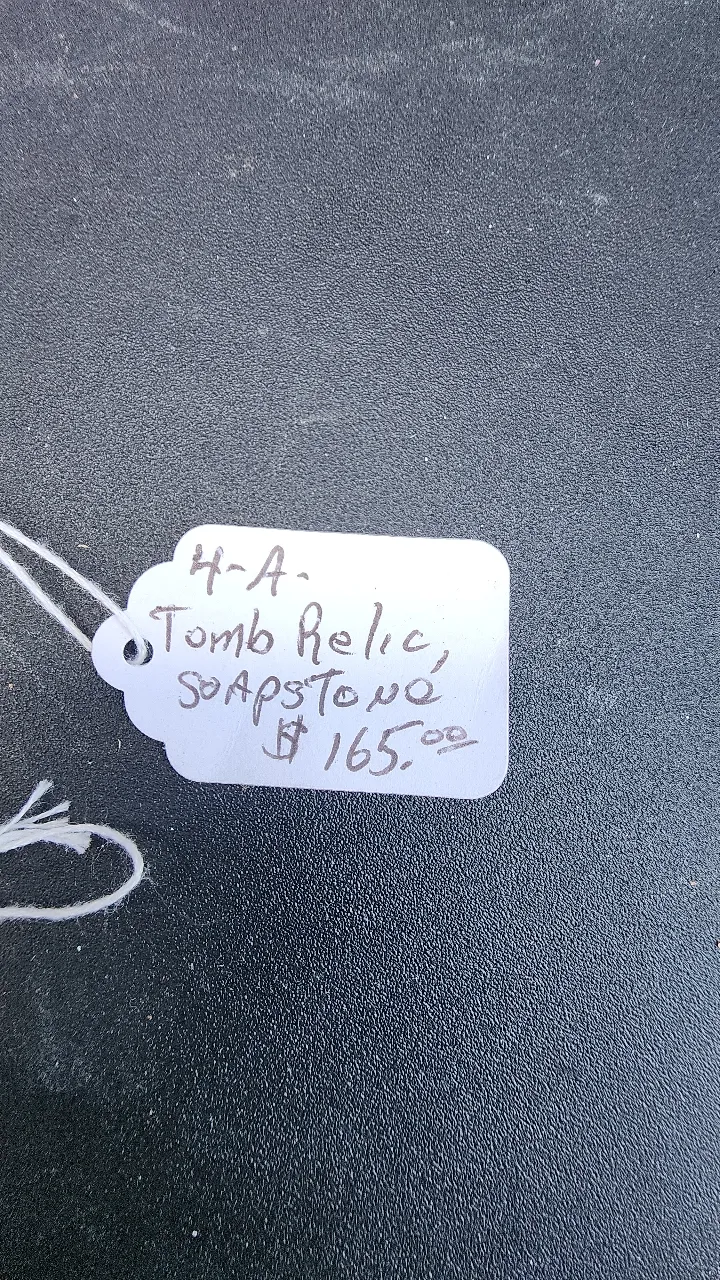 4-A-
Tomb Relic,
SOAPSTONe
$ 165.00